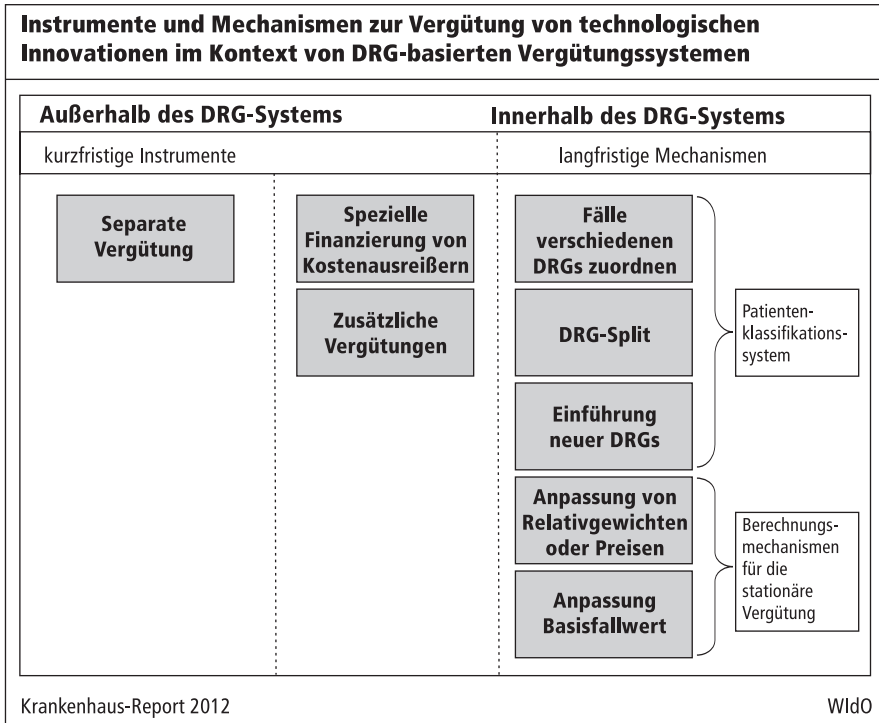 Instrumente und Mechanismen zur Vergütung von technologischen
Innovationen im Kontext von DRG-basierten Vergütungssystemen
Außerhalb des DRG-Systems
Innerhalb des DRG-Systems
kurzfristige Instrumente
langfristige Mechanismen
Separate
Vergütung
Spezielle
Finanzierung von
Kostenausreißern
Zusätzliche
Vergütungen
Fälle
verschiedenen
DRGs zuordnen
DRG-Split
Einführung
neuer DRGs
Patienten-
klassifikations-
system
Anpassung von
Relativgewichten
oder Preisen
Anpassung
Basisfallwert
Berechnungs-
mechanismen
für die
stationäre
Vergütung
Krankenhaus-Report 2012
WIdO